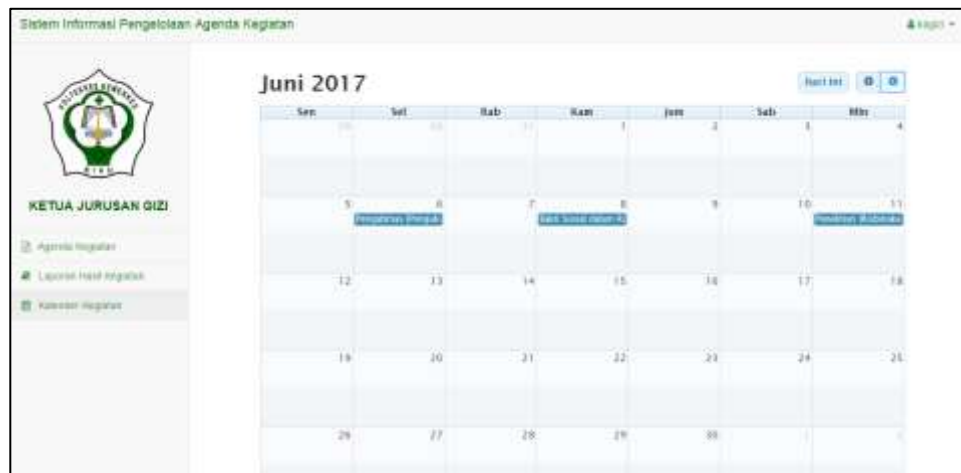 Sistem Informasi Pengelolaan Agenda Kegiatan
KETUA JURUSAN GIZI
Agenda Kegiatan
Laporan Hasil Kegiatan
Kalender Kegiatan
Juni 2017
Hari Ini
Sen Sel Rab Kam Jum Sab Min
1 2 3 4
5 6 7 8 9 10 11
12 13 14 15 16 17 18
19 20 21 22 23 24 25
26 27 28 29 30